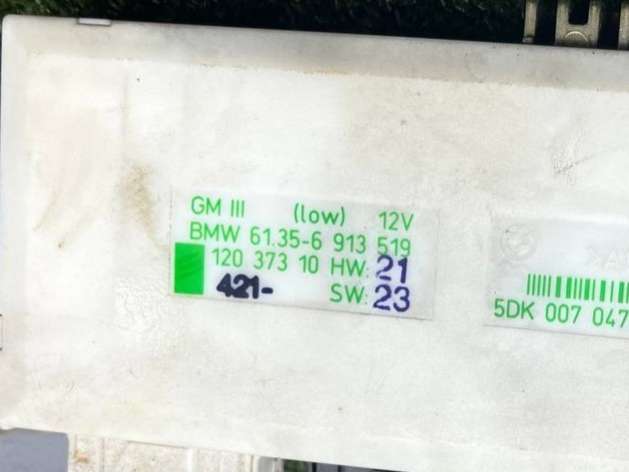 GM III (low) 12V
BMW 61.35-6 913 519
120 373 10 HW: 21
421- SW: 23
5DK 007 047